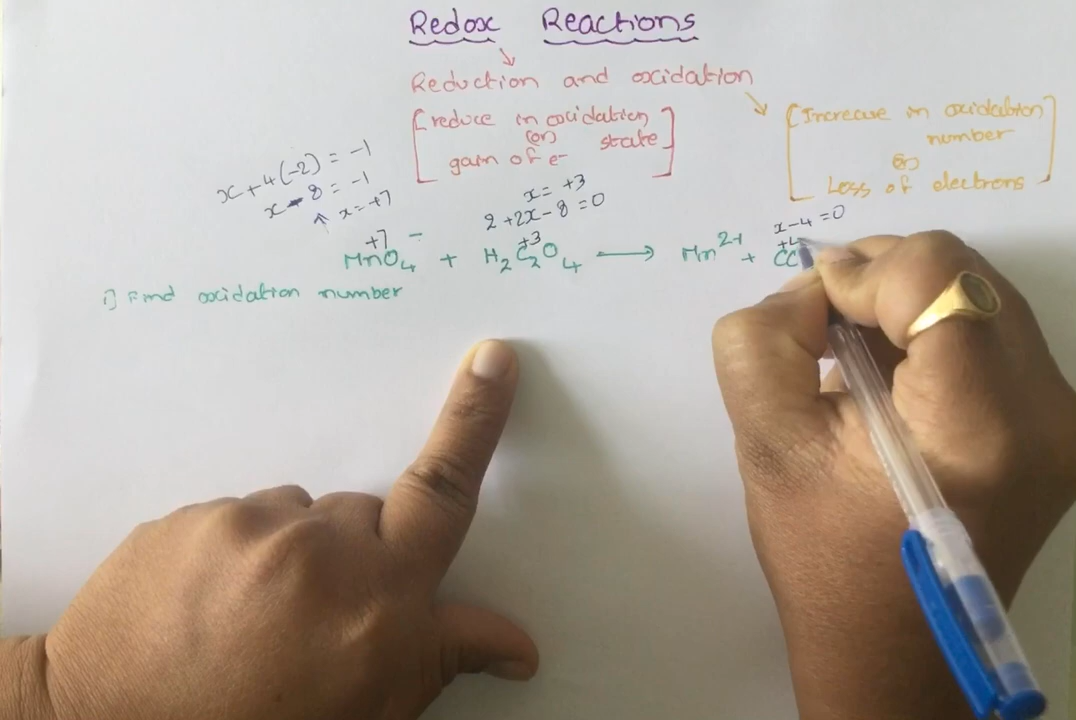 Redox Reactions
↘
Reduction and oxidation
[reduce in oxidation
(or) state]
gain of e-
[Increase in oxidation
number
(or)
Loss of electrons]
x+4(-2) = -1
x-8 = -1
↑ x=+7
x= +3
2+2x-8=0
x-4=0
+7 +3 +4
MnO4- + H2C2O4 ⟶ Mn2+ +
i) Find oxidation number